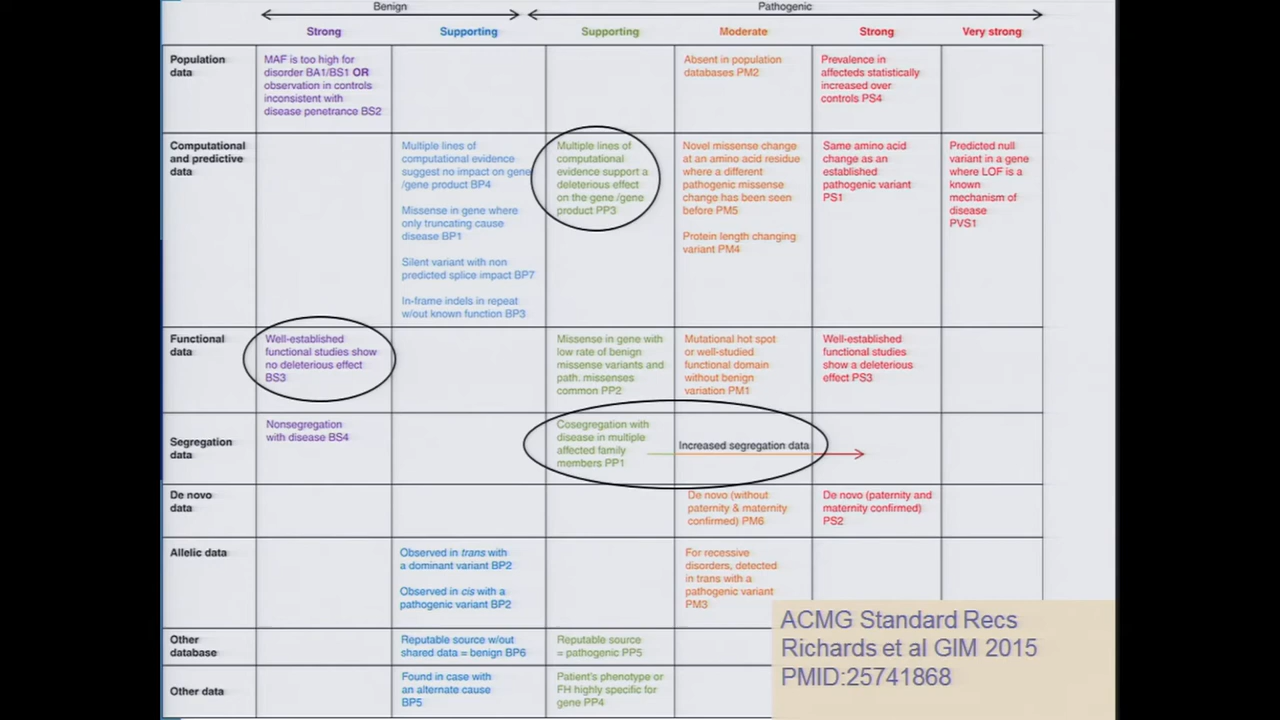 Benign
Pathogenic
Strong
Supporting
Supporting
Moderate
Strong
Very strong
Population
data
MAF is too high for
disorder BA1/BS1 OR
observation in controls
inconsistent with
disease penetrance BS2
Absent in population
databases PM2
Prevalence in
affecteds statistically
increased over
controls PS4
Computational
and predictive
data
Multiple lines of
computational evidence
suggest no impact on gene
/gene product BP4
Missense in gene where
only truncating cause
disease BP1
Silent variant with non
predicted splice impact BP7
In-frame indels in repeat
w/out known function BP3
Multiple lines of
computational
evidence support a
deleterious effect
on the gene /gene
product PP3
Novel missense change
at an amino acid residue
where a different
pathogenic missense
change has been seen
before PM5
Protein length changing
variant PM4
Same amino acid
change as an
established
pathogenic variant
PS1
Predicted null
variant in a gene
where LOF is a
known
mechanism of
disease
PVS1
Functional
data
Well-established
functional studies show
no deleterious effect
BS3
Missense in gene with
low rate of benign
missense variants and
path. missenses
common PP2
Mutational hot spot
or well-studied
functional domain
without benign
variation PM1
Well-established
functional studies
show a deleterious
effect PS3
Segregation
data
Nonsegregation
with disease BS4
Cosegregation with
disease in multiple
affected family
members PP1
Increased segregation data
De novo
data
De novo (without
paternity & maternity
confirmed) PM6
De novo (paternity and
maternity confirmed)
PS2
Allelic data
Observed in trans with
a dominant variant BP2
Observed in cis with a
pathogenic variant BP2
For recessive
disorders, detected
in trans with a
pathogenic variant
PM3
Other
database
Reputable source w/out
shared data = benign BP6
Reputable source
= pathogenic PP5
Other data
Found in case with
an alternate cause
BP5
Patient's phenotype or
FH highly specific for
gene PP4
ACMG Standard Recs
Richards et al GIM 2015
PMID:25741868